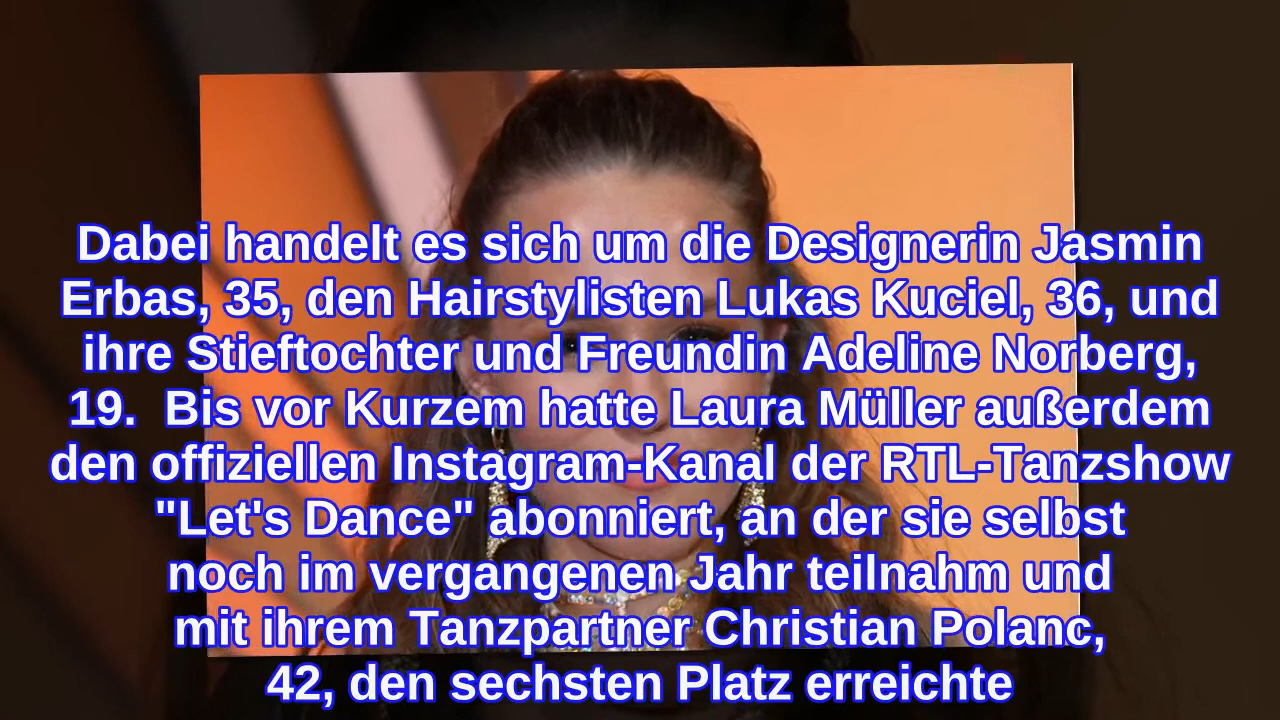 Dabei handelt es sich um die Designerin Jasmin
Erbas, 35, den Hairstylisten Lukas Kuciel, 36, und
ihre Stieftochter und Freundin Adeline Norberg,
19.  Bis vor Kurzem hatte Laura Müller außerdem
den offiziellen Instagram-Kanal der RTL-Tanzshow
"Let's Dance" abonniert, an der sie selbst
noch im vergangenen Jahr teilnahm und
mit ihrem Tanzpartner Christian Polanc,
42, den sechsten Platz erreichte